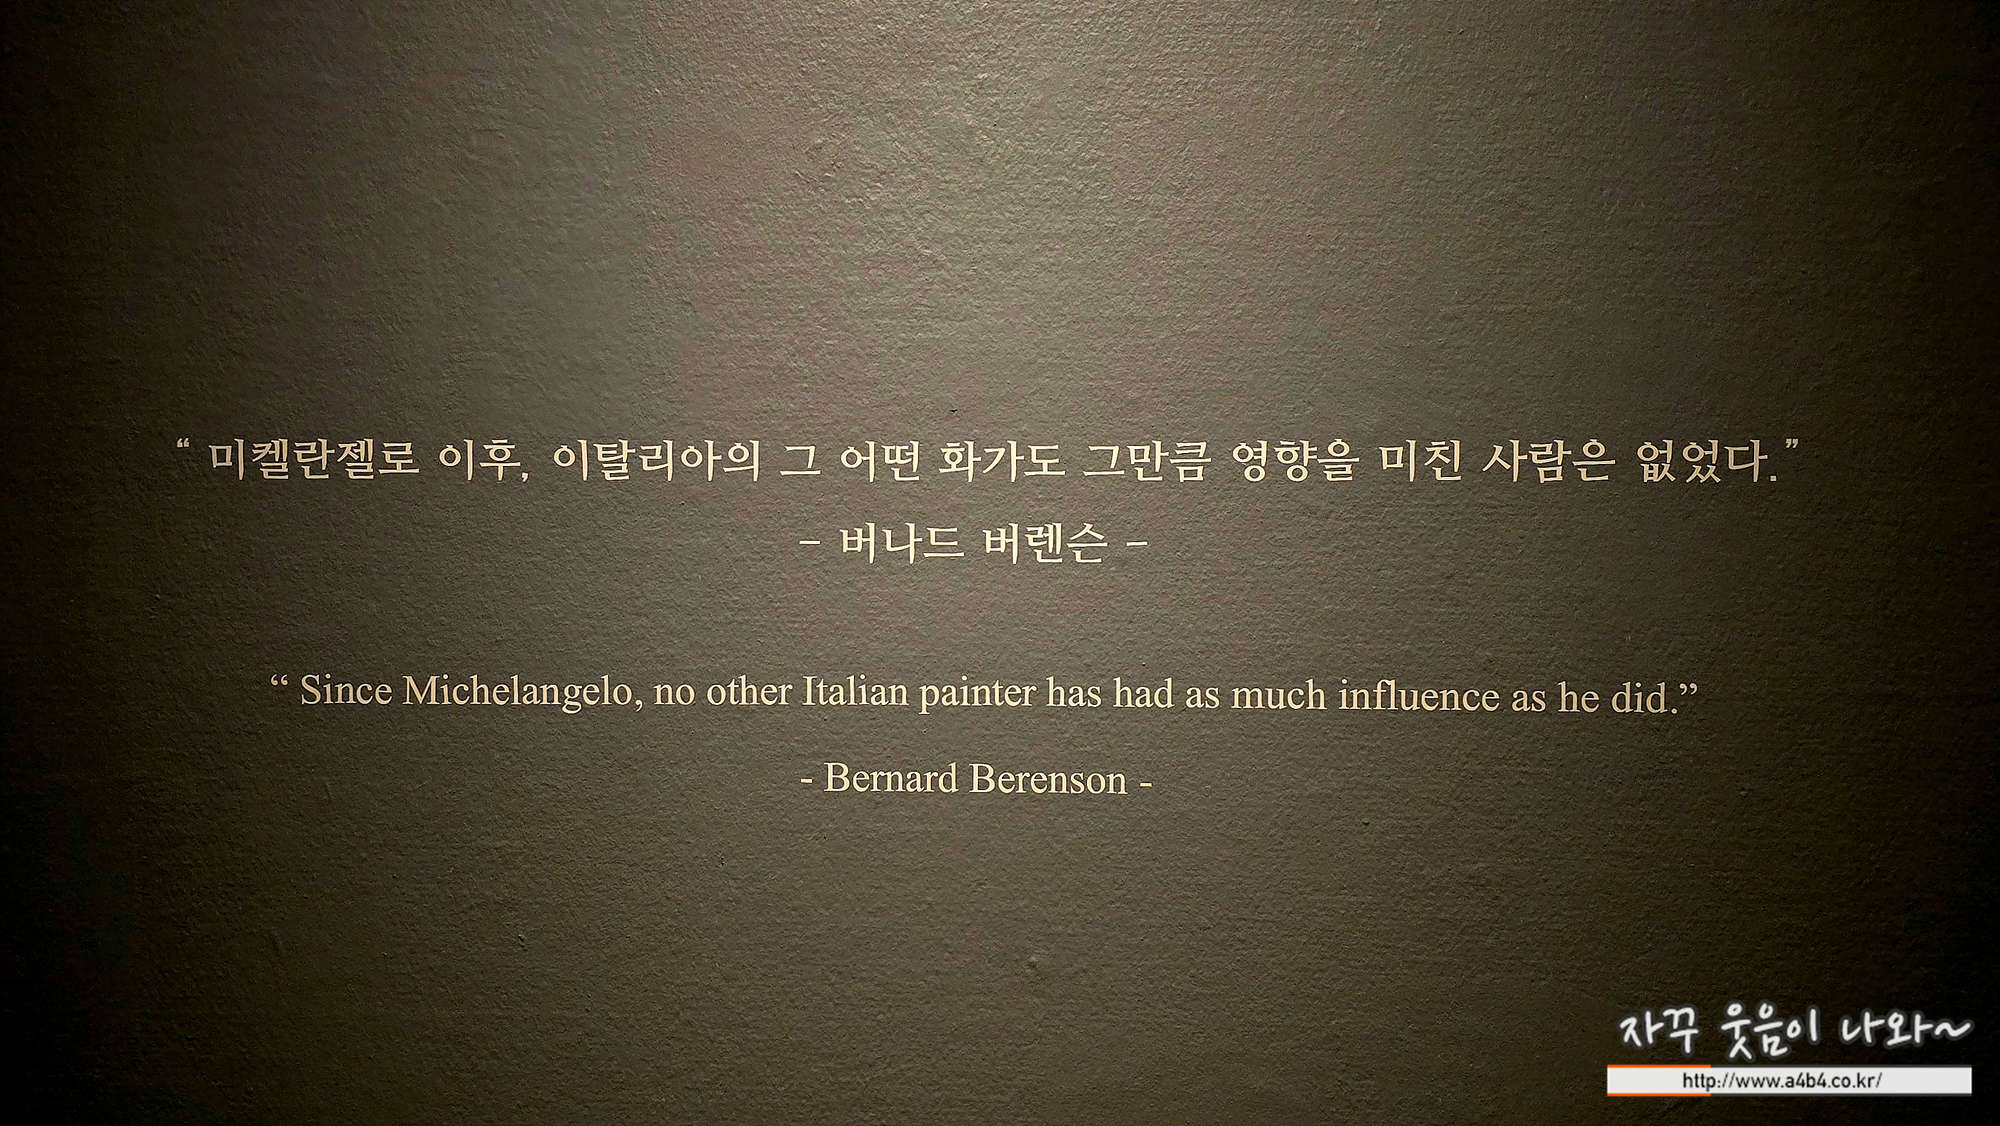 “ 미켈란젤로 이후, 이탈리아의 그 어떤 화가도 그만큼 영향을 미친 사람은 없었다.”
– 버나드 버렌슨 –
“ Since Michelangelo, no other Italian painter has had as much influence as he did.”
- Bernard Berenson -
자꾸 웃음이 나와~
http://www.a4b4.co.kr/